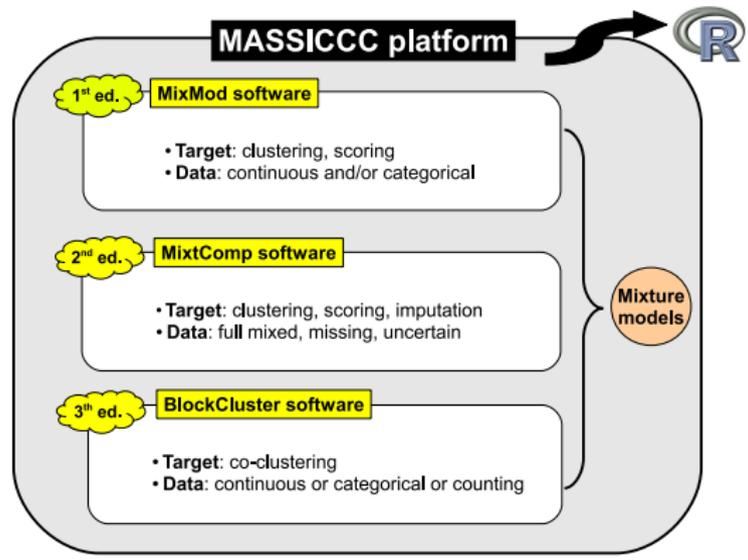 MASSICCC platform
R
1st ed.
MixMod software
• Target: clustering, scoring
• Data: continuous and/or categorical
2nd ed.
MixtComp software
• Target: clustering, scoring, imputation
• Data: full mixed, missing, uncertain
Mixture
models
3th ed.
BlockCluster software
• Target: co-clustering
• Data: continuous or categorical or counting